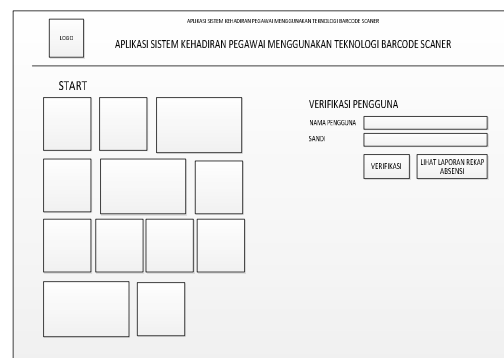 APLIKASI SISTEM KEHADIRAN PEGAWAI MENGGUNAKAN TEKNOLOGI BARCODE SCANER
LOGO
APLIKASI SISTEM KEHADIRAN PEGAWAI MENGGUNAKAN TEKNOLOGI BARCODE SCANER
START
VERIFIKASI PENGGUNA
NAMA PENGGUNA
SANDI
VERIFIKASI
LIHAT LAPORAN REKAP
ABSENSI